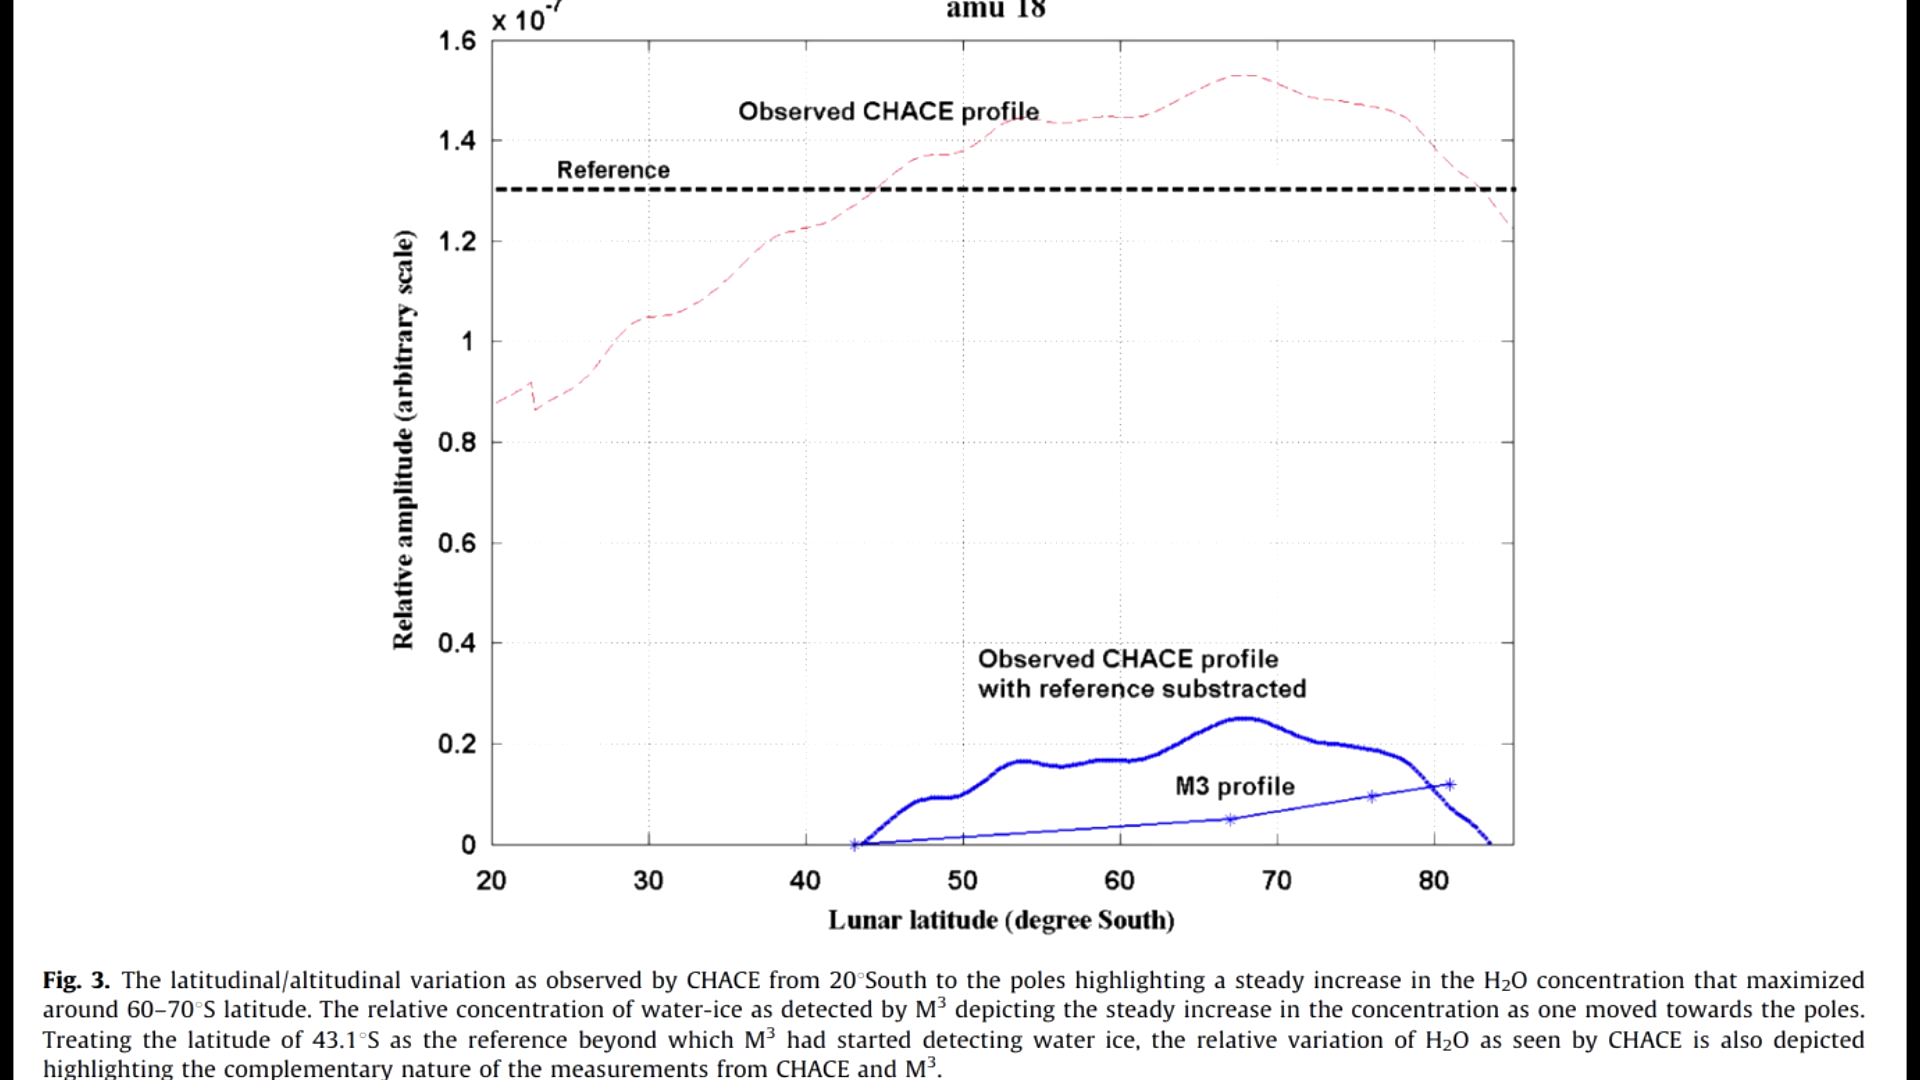 x 10-7
amu 18
1.6
Observed CHACE profile
1.4
Reference
1.2
1
0.8
0.6
0.4
Observed CHACE profile
with reference substracted
0.2
M3 profile
0
Relative amplitude (arbitrary scale)
20 30 40 50 60 70 80
Lunar latitude (degree South)
Fig. 3. The latitudinal/altitudinal variation as observed by CHACE from 20°South to the poles highlighting a steady increase in the H₂O concentration that maximized
around 60–70°S latitude. The relative concentration of water-ice as detected by M³ depicting the steady increase in the concentration as one moved towards the poles.
Treating the latitude of 43.1°S as the reference beyond which M³ had started detecting water ice, the relative variation of H₂O as seen by CHACE is also depicted
highlighting the complementary nature of the measurements from CHACE and M³.